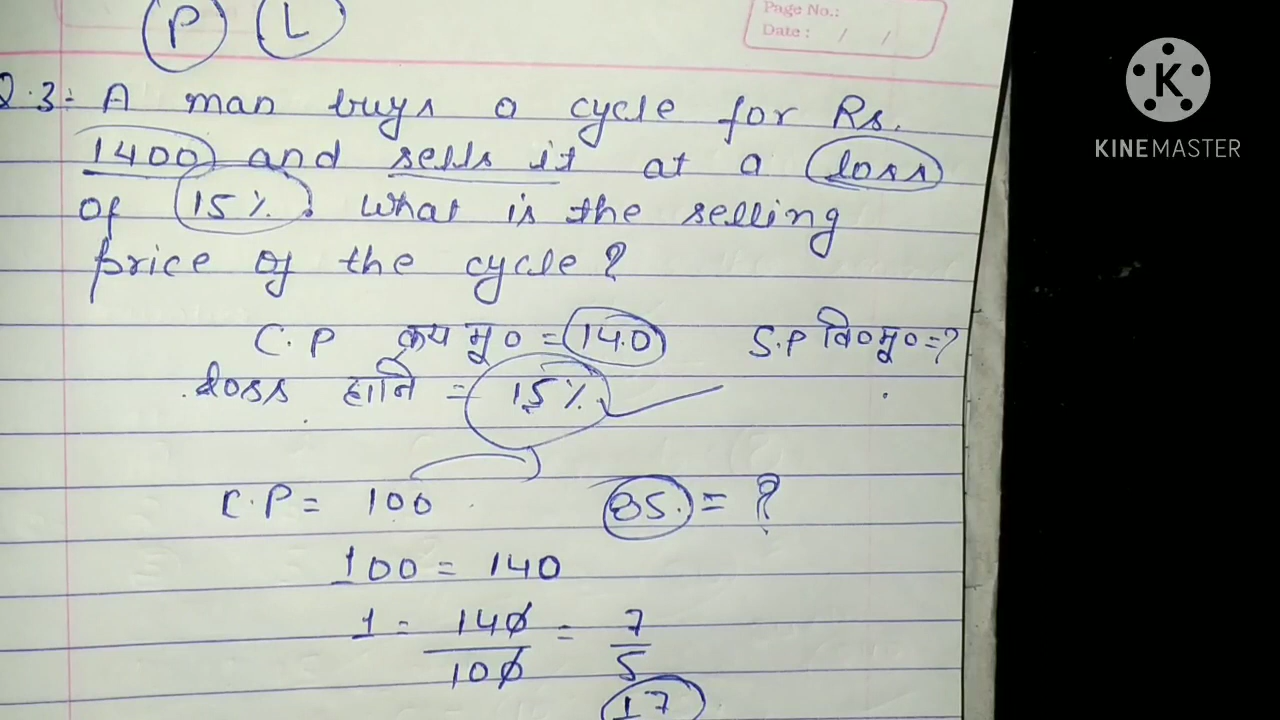 P L
Page No.:
Date : / /
K
KINEMASTER
Q.3:- A man buys a cycle for Rs.
1400 and sells it at a loss
of 15%. What is the selling
price of the cycle ?
C.P क्रय मू० = 140 S.P वि०मू०=?
Loss हानि = 15%
C.P = 100 85. = ?
100 = 140
1 = 140/100 = 7/5
17